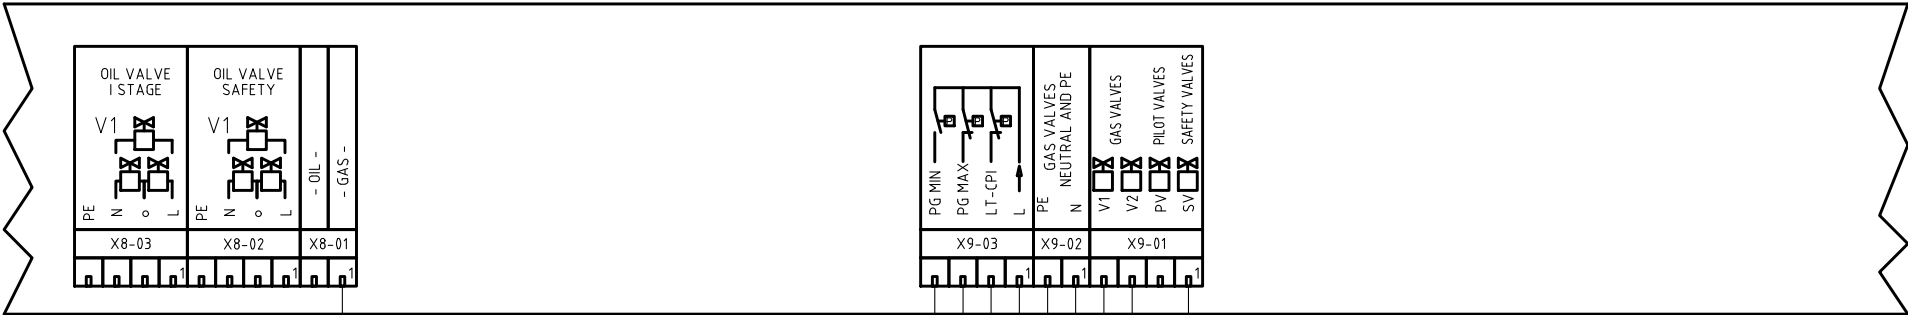 OIL VALVE
I STAGE
V1
PE
N
o
L
OIL VALVE
SAFETY
V1
PE
N
o
L
- OIL -
- GAS -
X8-03
X8-02
X8-01
1
1
1
P
P
P
PG MIN
PG MAX
LT-CPI
L
GAS VALVES
NEUTRAL AND PE
PE
N
GAS VALVES
PILOT VALVES
SAFETY VALVES
V1
V2
PV
SV
X9-03
X9-02
X9-01
1
1
1